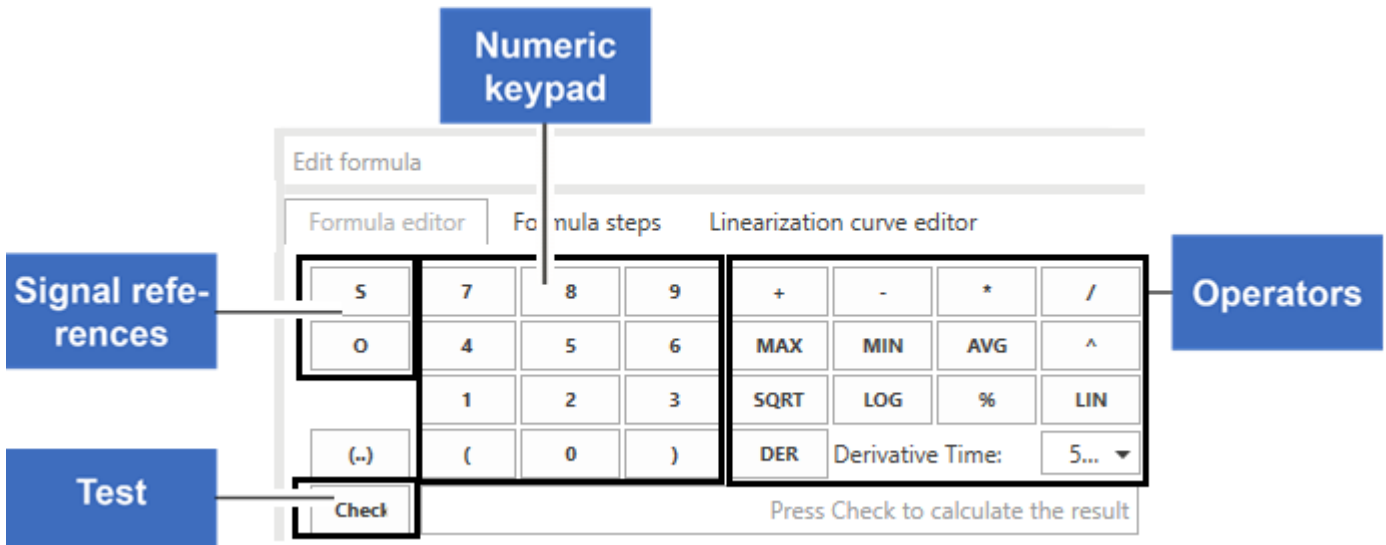 Numeric
keypad
Edit formula
Formula editor Formula steps Linearization curve editor
Signal refe-
rences
Operators
S 7 8 9 + - * /
O 4 5 6 MAX MIN AVG ^
1 2 3 SQRT LOG % LIN
(..) ( 0 ) DER Derivative Time: 5...
Test
Check Press Check to calculate the result